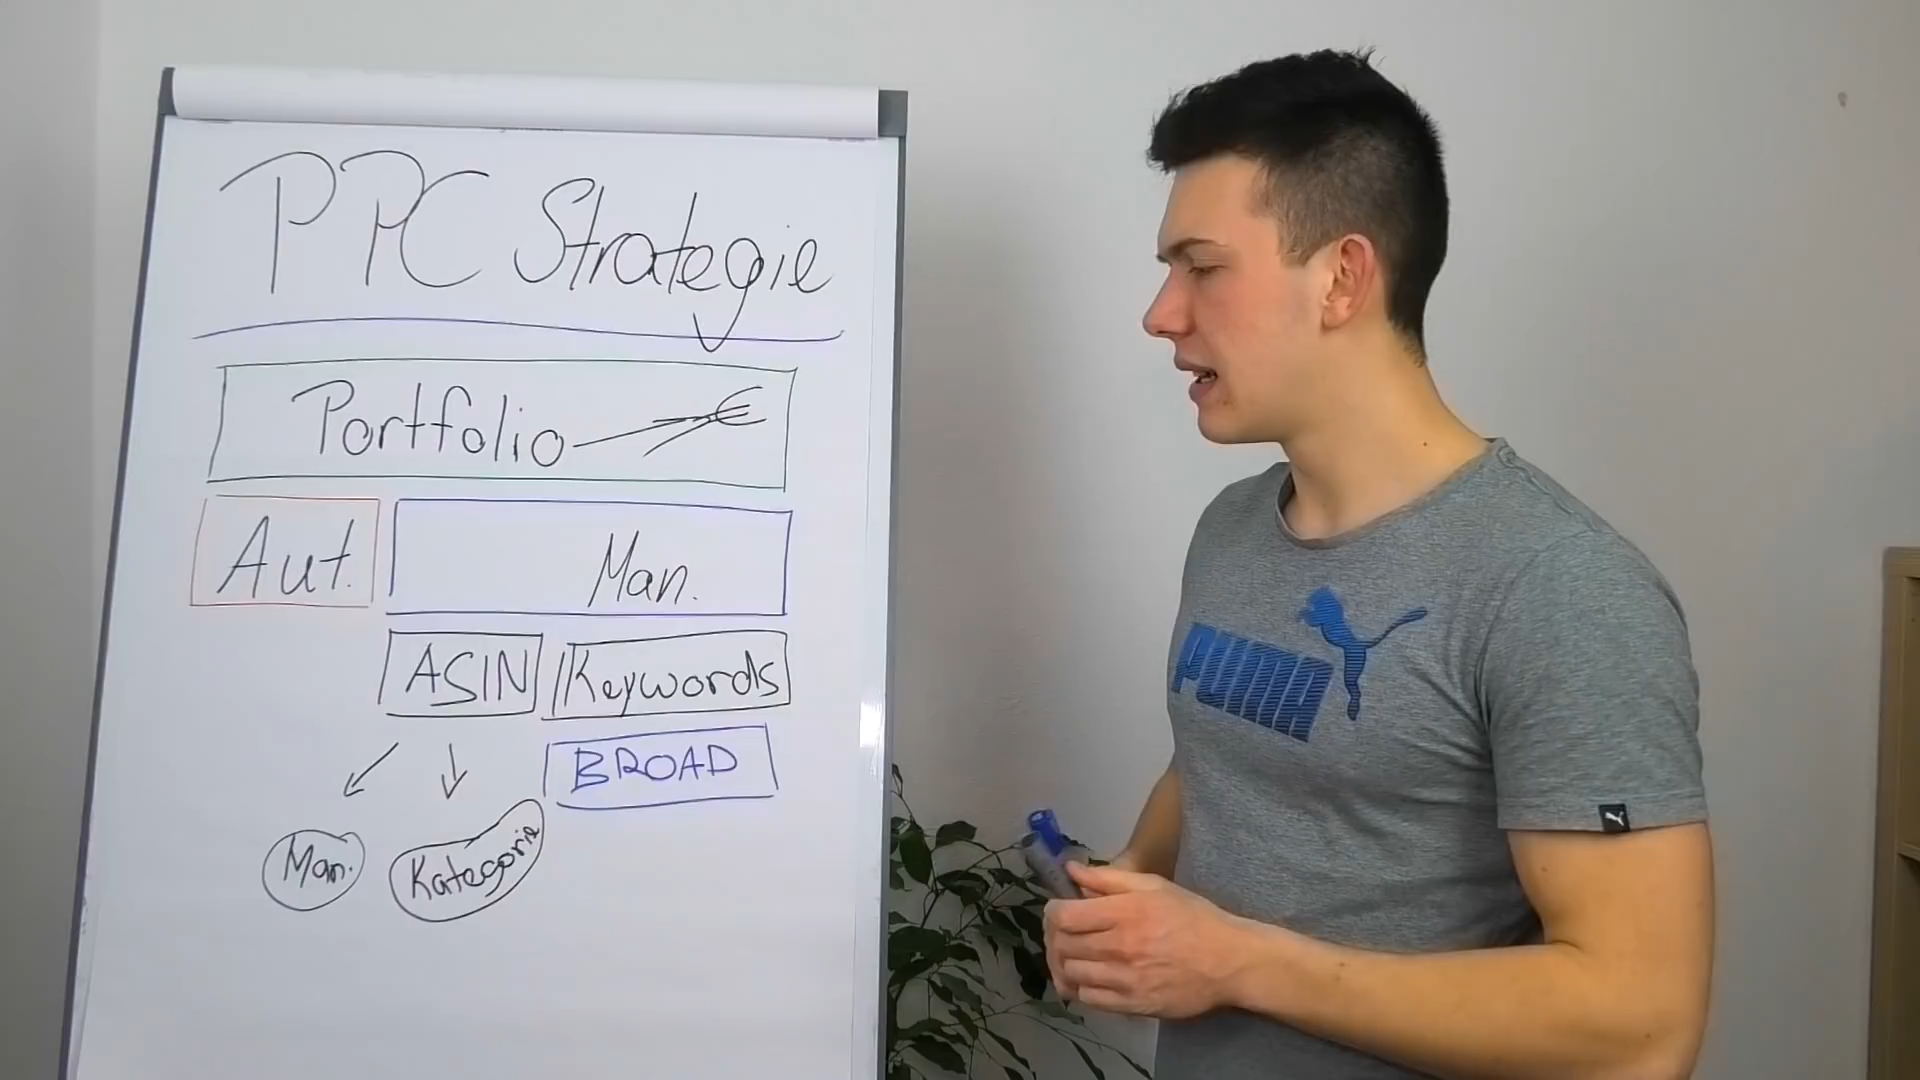 PPC Strategie
Portfolio €
Aut. Man.
ASIN Keywords
BROAD
Man. Kategorie
PUMA